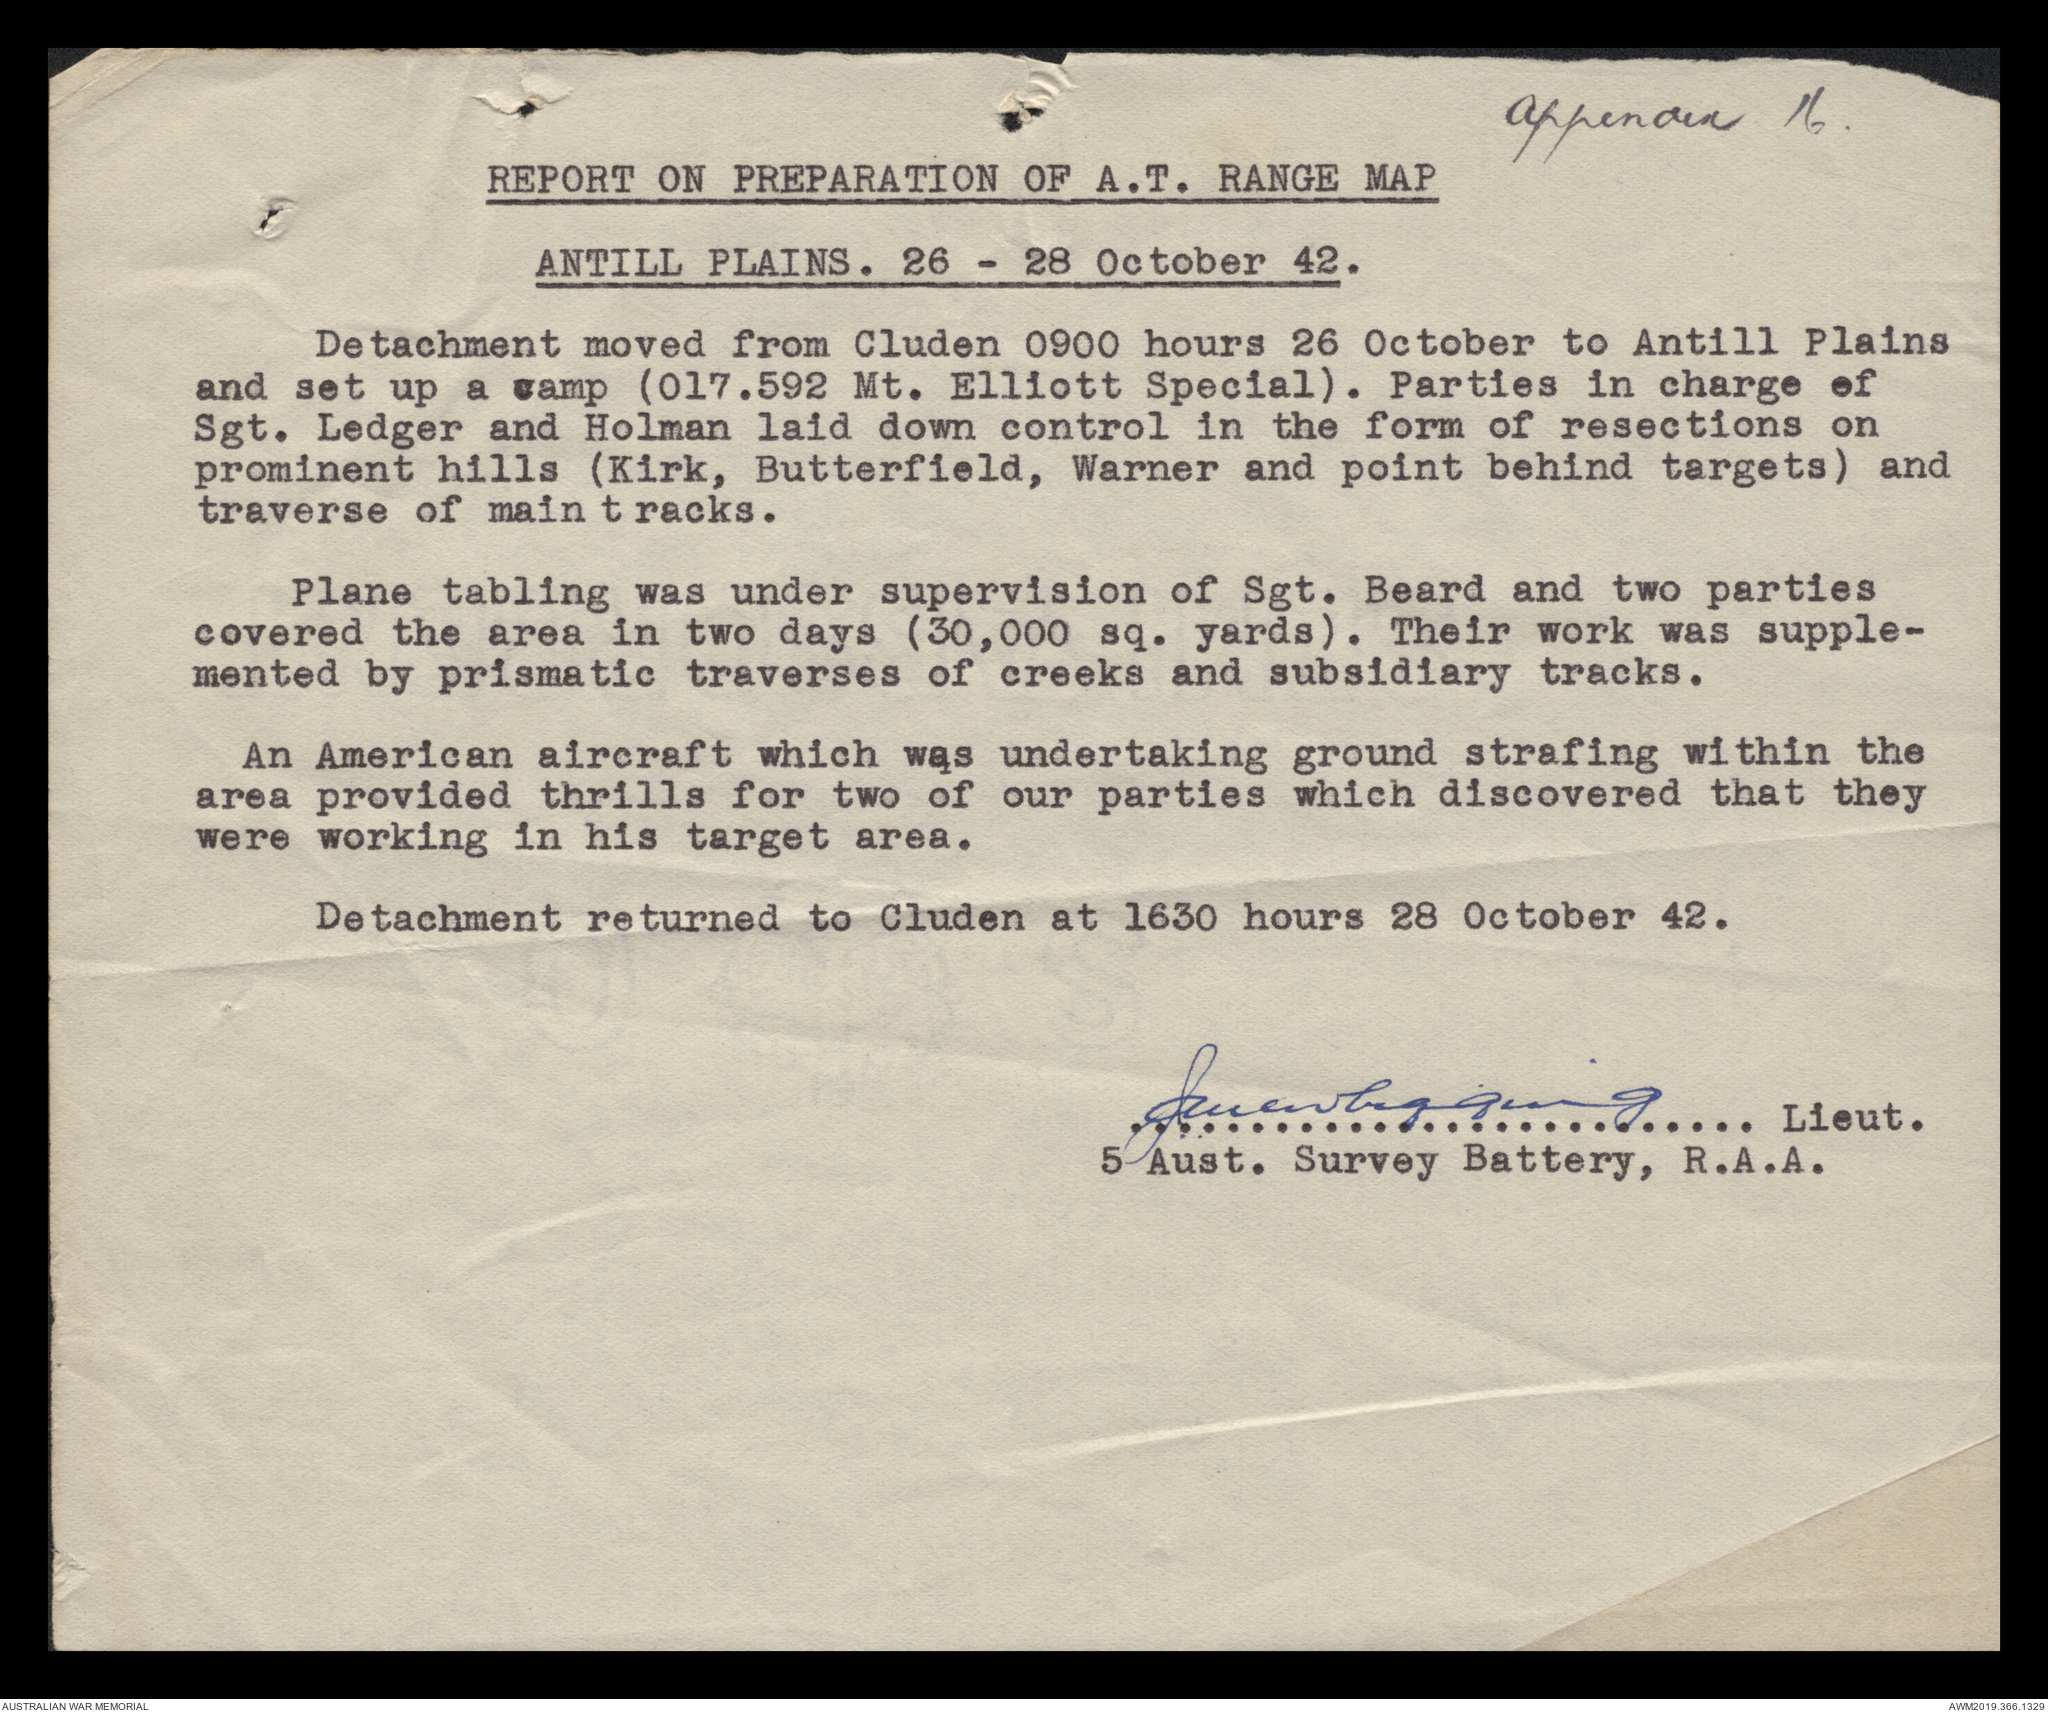 Appendix 16.
REPORT ON PREPARATION OF A.T. RANGE MAP
ANTILL PLAINS. 26 - 28 October 42.
Detachment moved from Cluden 0900 hours 26 October to Antill Plains
and set up a camp (017.592 Mt. Elliott Special). Parties in charge of
Sgt. Ledger and Holman laid down control in the form of resections on
prominent hills (Kirk, Butterfield, Warner and point behind targets) and
traverse of main tracks.
Plane tabling was under supervision of Sgt. Beard and two parties
covered the area in two days (30,000 sq. yards). Their work was supple-
mented by prismatic traverses of creeks and subsidiary tracks.
An American aircraft which was undertaking ground strafing within the
area provided thrills for two of our parties which discovered that they
were working in his target area.
Detachment returned to Cluden at 1630 hours 28 October 42.
.......................... Lieut.
5 Aust. Survey Battery, R.A.A.
AUSTRALIAN WAR MEMORIAL
AWM2019.366.1329